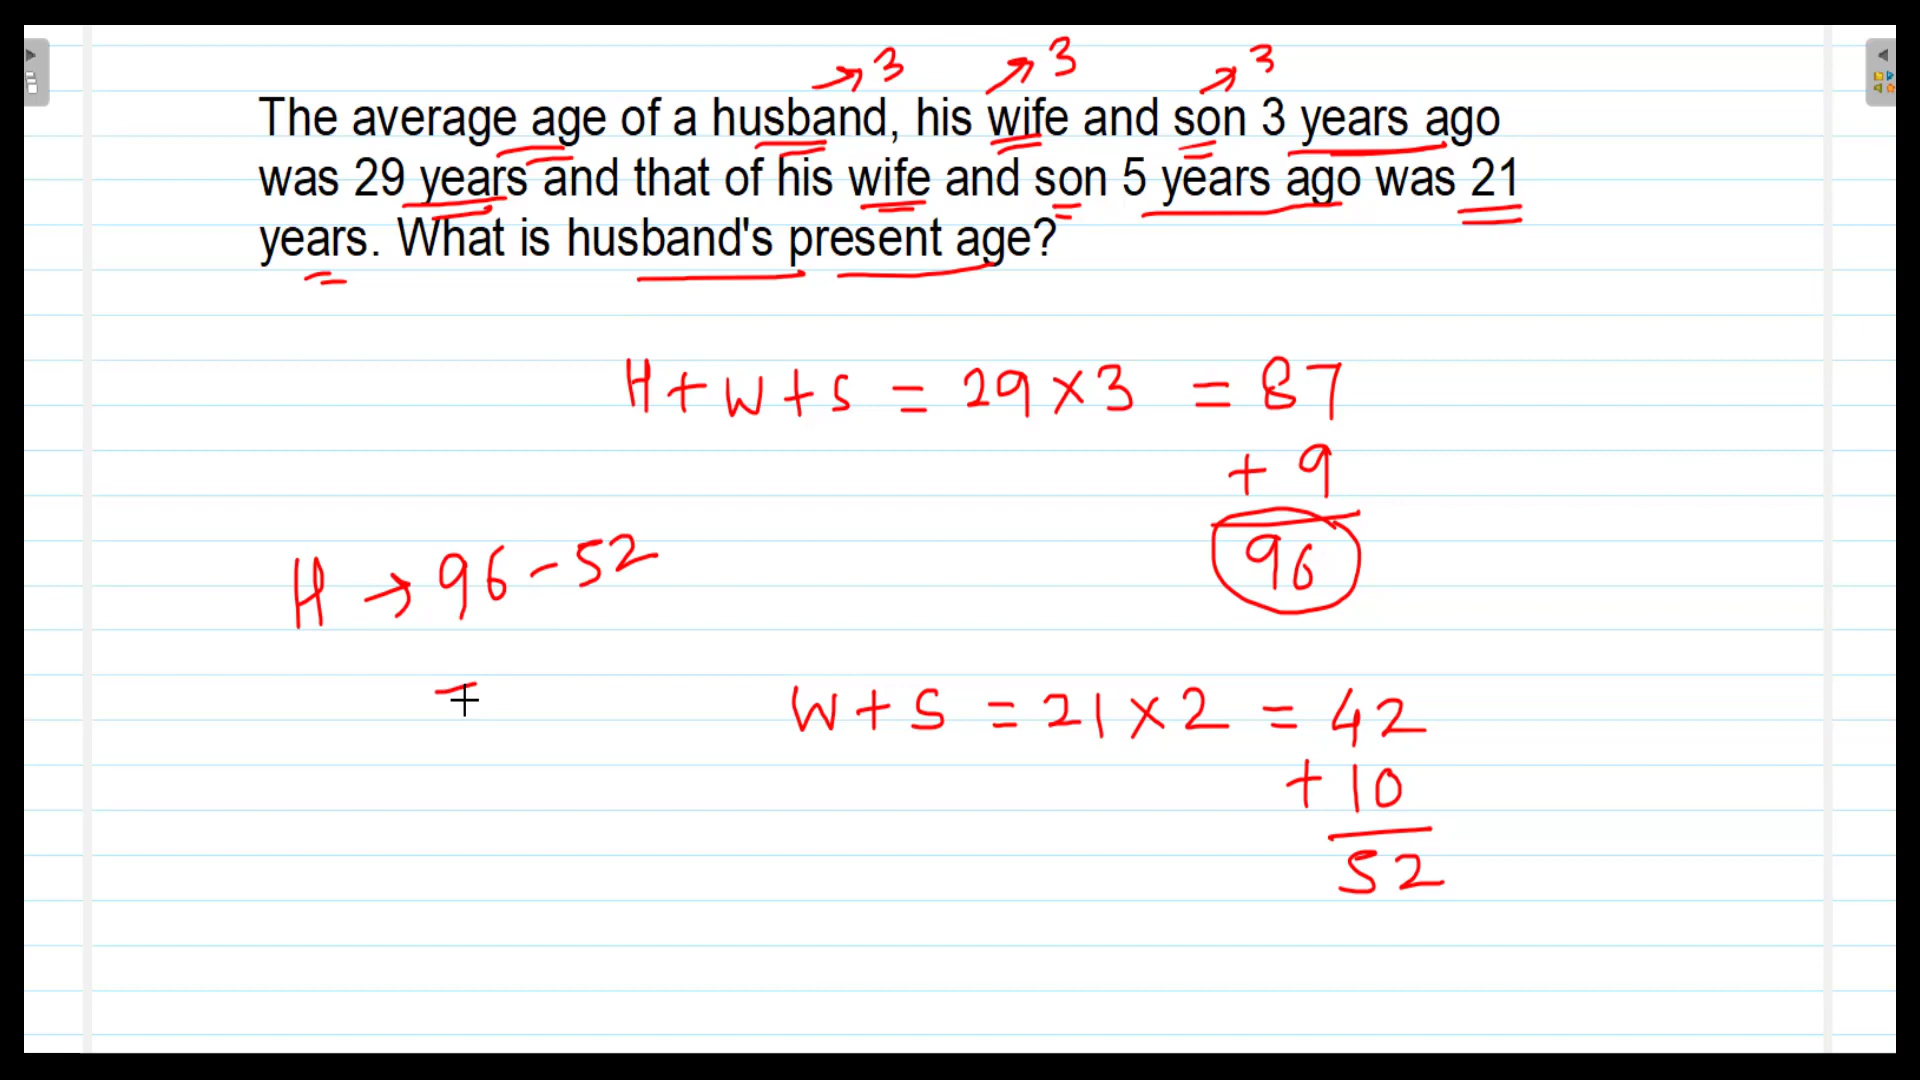 3 3 3
The average age of a husband, his wife and son 3 years ago
was 29 years and that of his wife and son 5 years ago was 21
years. What is husband's present age?
H + W + S = 29 × 3 = 87
+ 9
96
H → 96 - 52
W + S = 21 × 2 = 42
+ 10
52